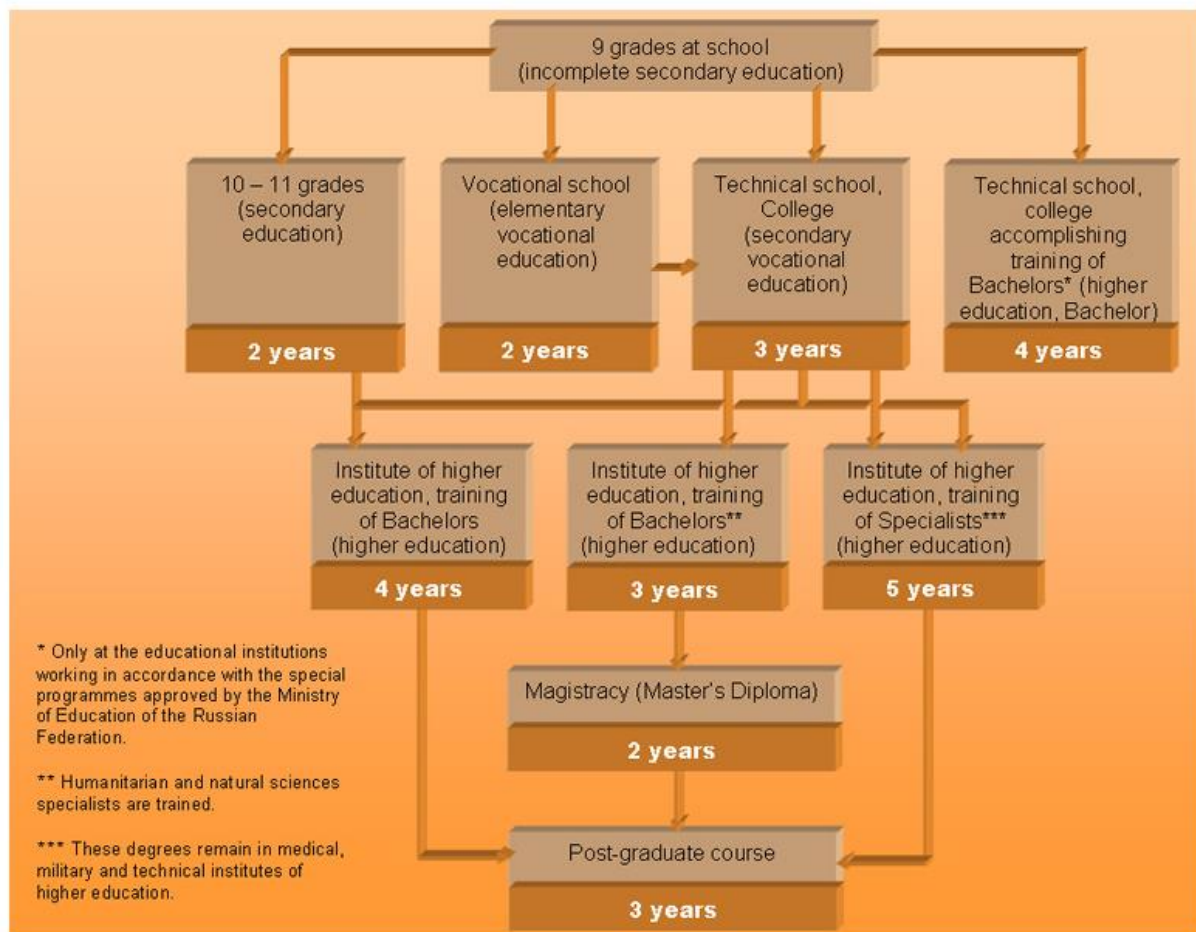 9 grades at school
(incomplete secondary education)
10 – 11 grades
(secondary
education)
2 years
Vocational school
(elementary
vocational
education)
2 years
Technical school,
College
(secondary
vocational
education)
3 years
Technical school,
college
accomplishing
training of
Bachelors* (higher
education, Bachelor)
4 years
Institute of higher
education, training
of Bachelors
(higher education)
4 years
Institute of higher
education, training
of Bachelors**
(higher education)
3 years
Institute of higher
education, training
of Specialists***
(higher education)
5 years
Magistracy (Master's Diploma)
2 years
Post-graduate course
3 years
* Only at the educational institutions
working in accordance with the special
programmes approved by the Ministry
of Education of the Russian
Federation.
** Humanitarian and natural sciences
specialists are trained.
*** These degrees remain in medical,
military and technical institutes of
higher education.